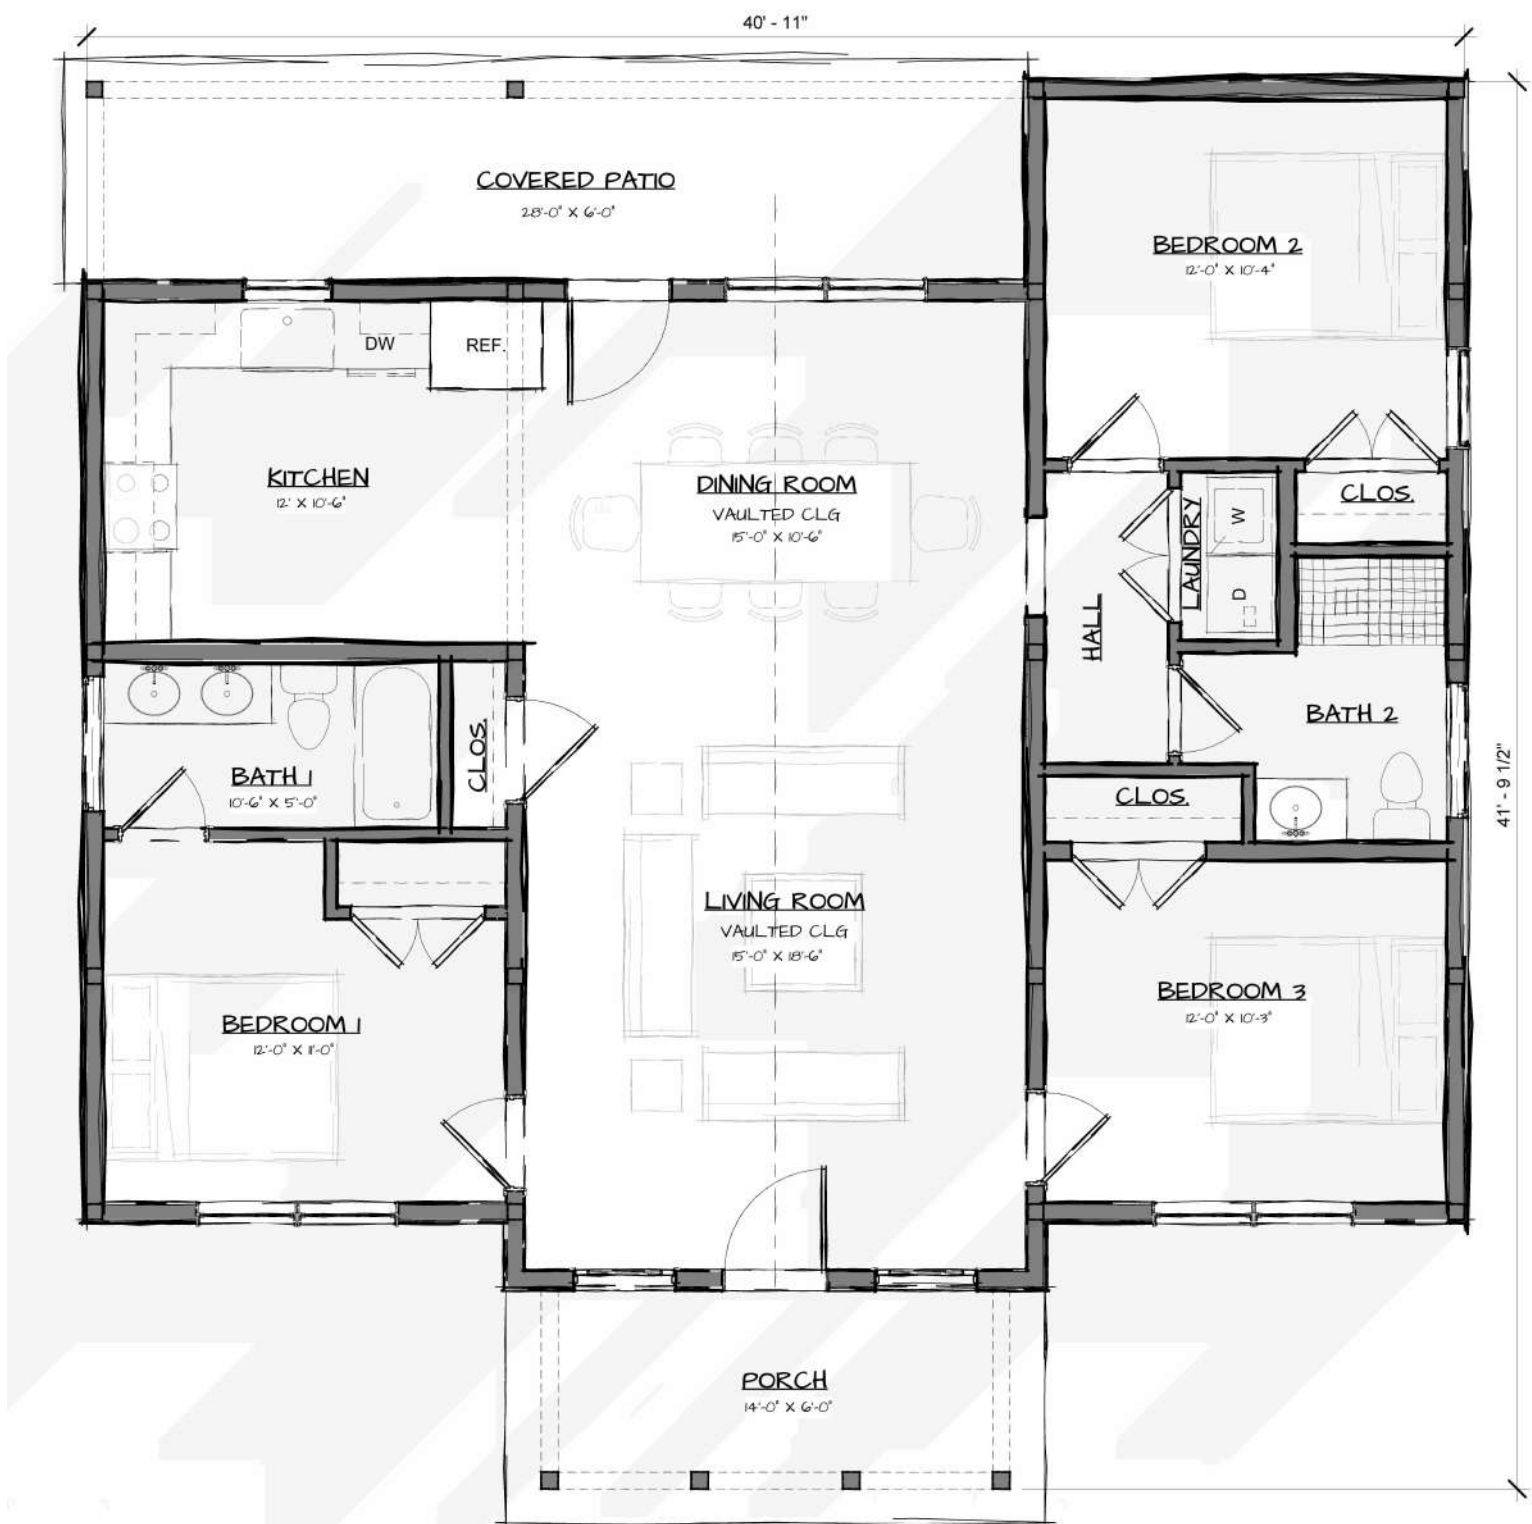 40' - 11"
COVERED PATIO
28'-0" X 6'-0"
BEDROOM 2
12'-0" X 10'-4"
DW
REF.
KITCHEN
12' X 10'-6"
DINING ROOM
VAULTED CLG
15'-0" X 10'-6"
CLOS.
LAUNDRY
W
D
HALL
BATH 2
CLOS.
BATH 1
10'-6" X 5'-0"
CLOS.
41' - 9 1/2"
LIVING ROOM
VAULTED CLG
15'-0" X 18'-6"
BEDROOM 1
12'-0" X 11'-0"
BEDROOM 3
12'-0" X 10'-3"
PORCH
14'-0" X 6'-0"